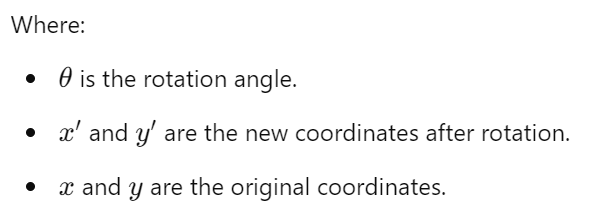 Where:
• θ is the rotation angle.
• x′ and y′ are the new coordinates after rotation.
• x and y are the original coordinates.